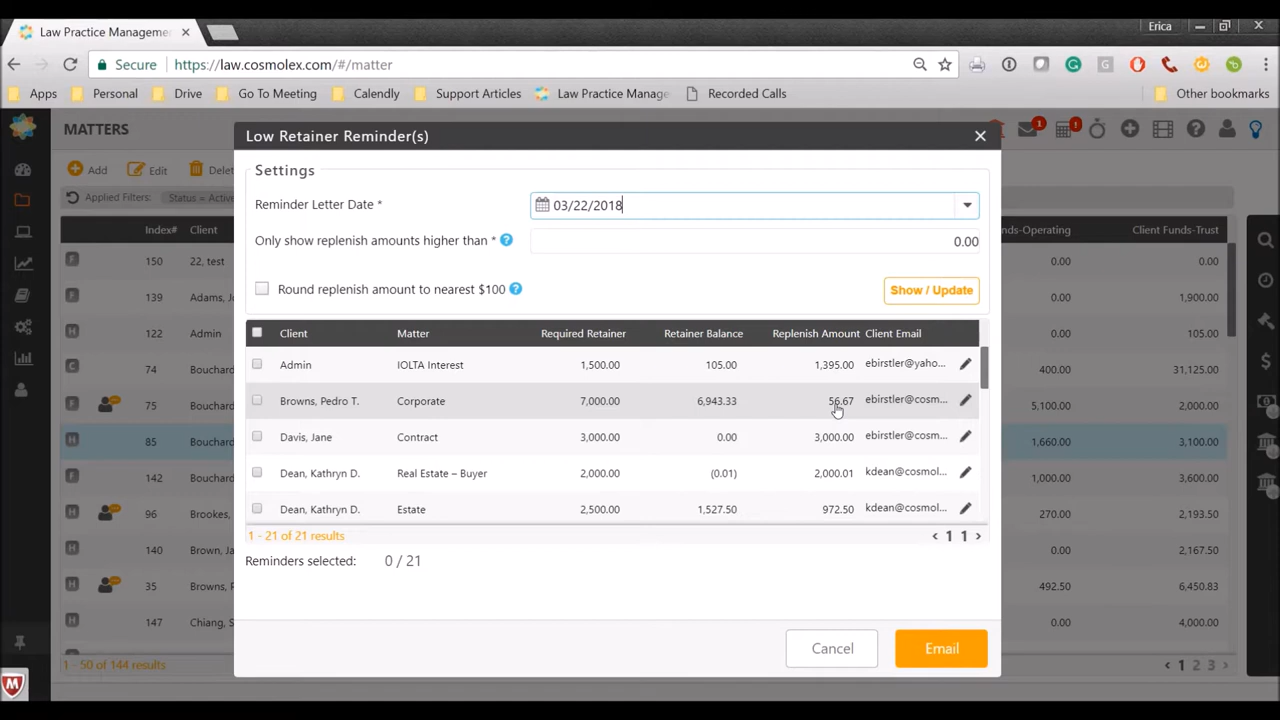 Law Practice Manageme
Erica
Secure https://law.cosmolex.com/#/matter
Apps Personal Drive Go To Meeting Calendly Support Articles Law Practice Manage Recorded Calls Other bookmarks
MATTERS 1 !
Low Retainer Reminder(s)
Add Edit Delet
Applied Filters: Status = Active
Settings
Reminder Letter Date * 03/22/2018
Only show replenish amounts higher than * 0.00
Round replenish amount to nearest $100 Show / Update
Index# Client nds-Operating Client Funds-Trust
150 22, test 0.00 0.00
139 Adams, Jo 0.00 1,900.00
122 Admin 0.00 105.00
74 Bouchard 400.00 31,125.00
75 Bouchard 5,100.00 2,000.00
85 Bouchard 1,660.00 3,100.00
142 Bouchard 1,000.00 3,600.00
96 Brookes, 270.00 2,193.50
140 Brown, Ja 0.00 2,167.50
35 Browns, P 492.50 6,450.83
147 Chiang, S 0.00 4,000.00
1 - 50 of 144 results 1 2 3
Client Matter Required Retainer Retainer Balance Replenish Amount Client Email
Admin IOLTA Interest 1,500.00 105.00 1,395.00 ebirstler@yaho...
Browns, Pedro T. Corporate 7,000.00 6,943.33 56.67 ebirstler@cosm...
Davis, Jane Contract 3,000.00 0.00 3,000.00 ebirstler@cosm...
Dean, Kathryn D. Real Estate – Buyer 2,000.00 (0.01) 2,000.01 kdean@cosmol...
Dean, Kathryn D. Estate 2,500.00 1,527.50 972.50 kdean@cosmol...
1 - 21 of 21 results 1 1
Reminders selected: 0 / 21
Cancel Email